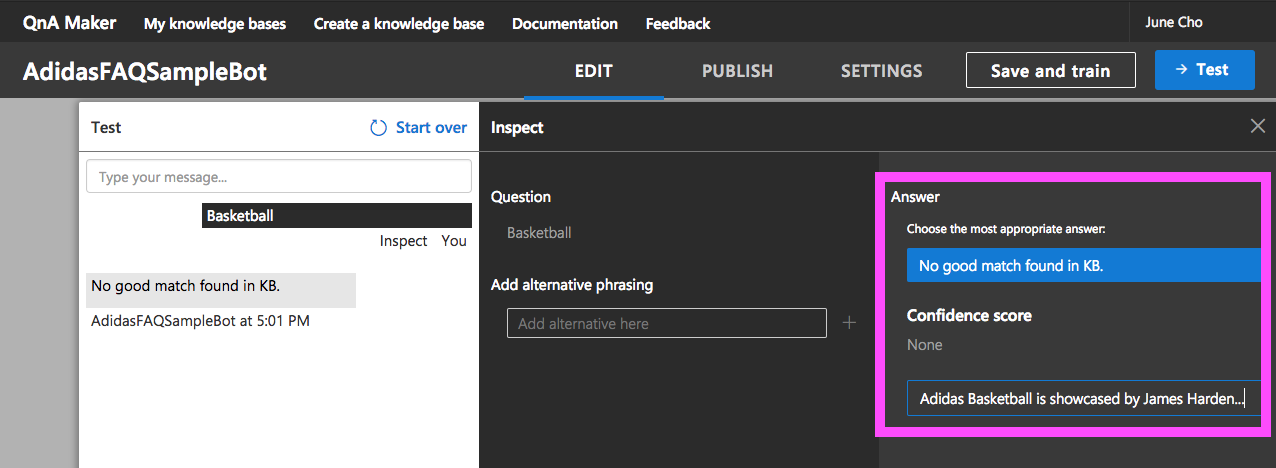 QnA Maker My knowledge bases Create a knowledge base Documentation Feedback June Cho
AdidasFAQSampleBot EDIT PUBLISH SETTINGS Save and train → Test
Test Start over
Type your message...
Basketball
Inspect You
No good match found in KB.
AdidasFAQSampleBot at 5:01 PM
Inspect
Question
Basketball
Add alternative phrasing
Add alternative here
Answer
Choose the most appropriate answer:
No good match found in KB.
Confidence score
None
Adidas Basketball is showcased by James Harden...